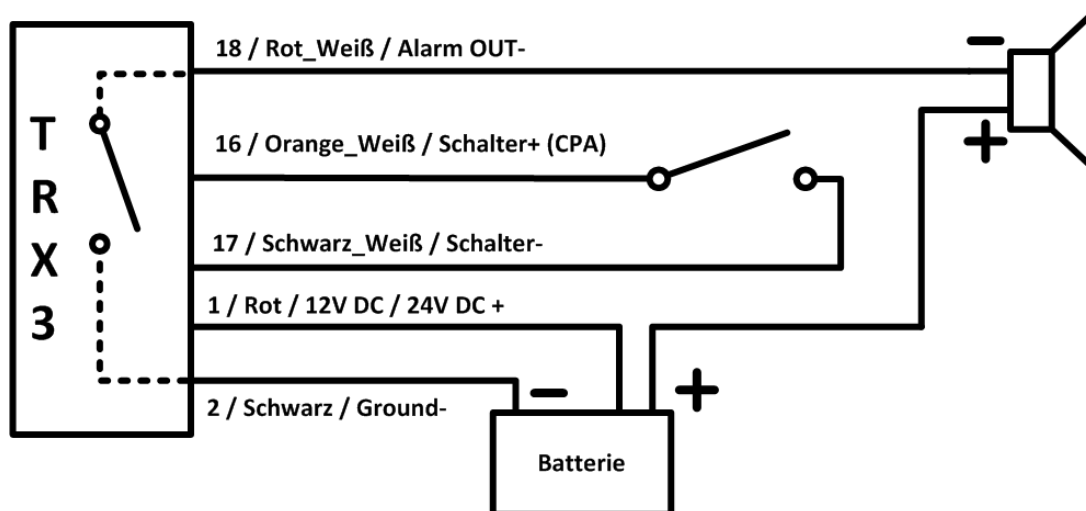 18 / Rot_Weiß / Alarm OUT-
−
T
R
X
3
16 / Orange_Weiß / Schalter+ (CPA)
+
17 / Schwarz_Weiß / Schalter-
1 / Rot / 12V DC / 24V DC +
−
+
2 / Schwarz / Ground-
Batterie